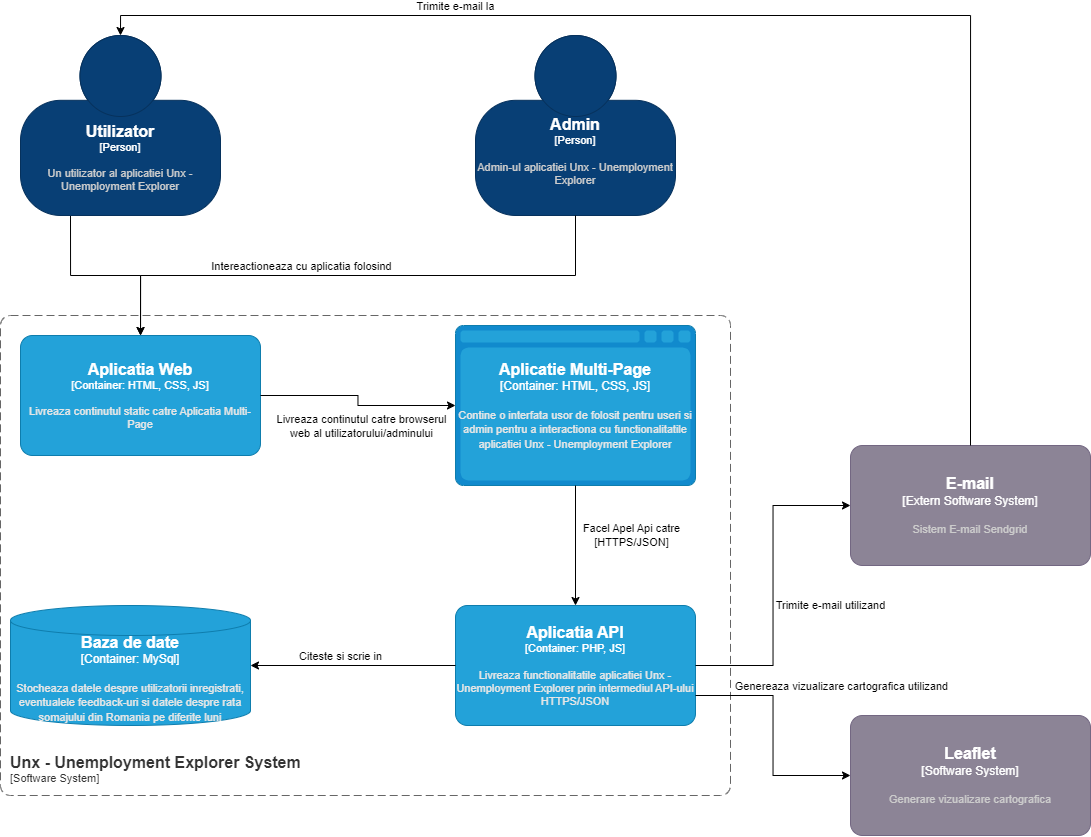 Trimite e-mail la
Utilizator
[Person]
Un utilizator al aplicatiei Unx -
Unemployment Explorer
Admin
[Person]
Admin-ul aplicatiei Unx - Unemployment
Explorer
Intereactioneaza cu aplicatia folosind
Aplicatia Web
[Container: HTML, CSS, JS]
Livreaza continutul static catre Aplicatia Multi-
Page
Livreaza continutul catre browserul
web al utilizatorului/adminului
Aplicatie Multi-Page
[Container: HTML, CSS, JS]
Contine o interfata usor de folosit pentru useri si
admin pentru a interactiona cu functionalitatile
aplicatiei Unx - Unemployment Explorer
Facel Apel Api catre
[HTTPS/JSON]
E-mail
[Extern Software System]
Sistem E-mail Sendgrid
Trimite e-mail utilizand
Baza de date
[Container: MySql]
Stocheaza datele despre utilizatorii inregistrati,
eventualele feedback-uri si datele despre rata
somajului din Romania pe diferite luni
Citeste si scrie in
Aplicatia API
[Container: PHP, JS]
Livreaza functionalitatile aplicatiei Unx -
Unemployment Explorer prin intermediul API-ului
HTTPS/JSON
Genereaza vizualizare cartografica utilizand
Leaflet
[Software System]
Generare vizualizare cartografica
Unx - Unemployment Explorer System
[Software System]